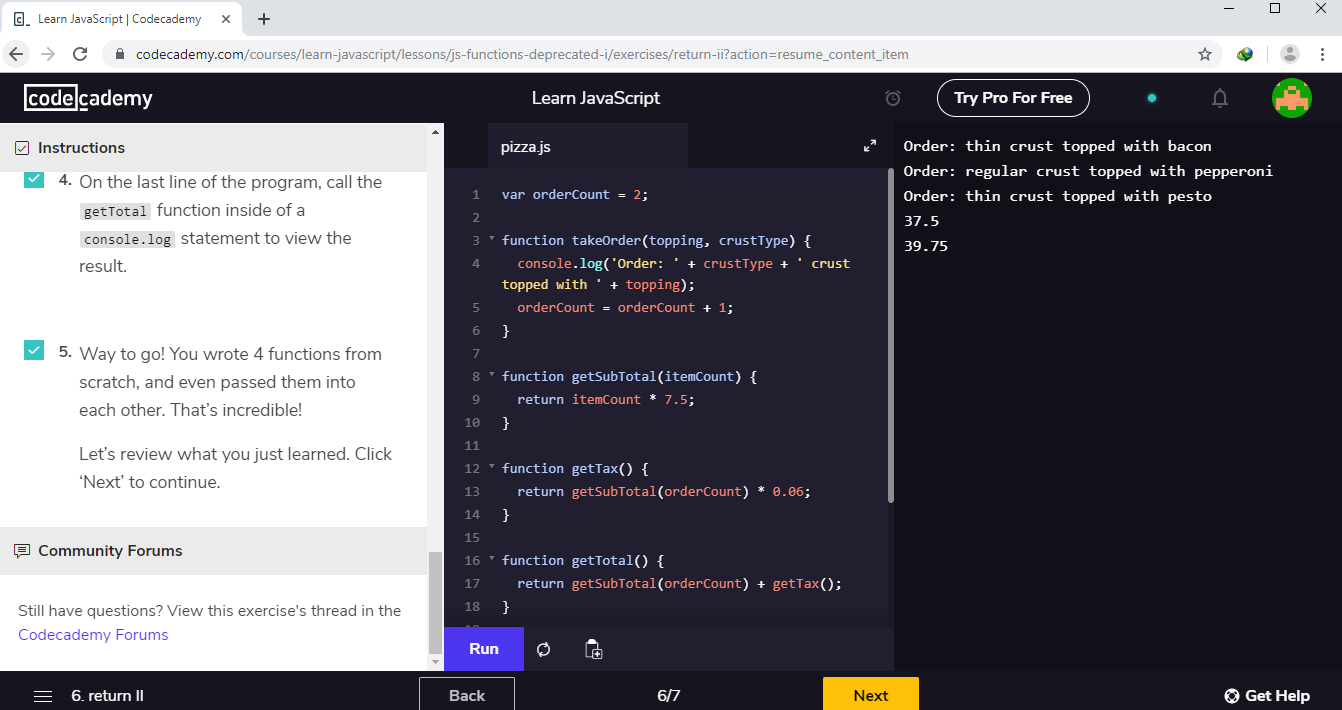 Learn JavaScript | Codecademy
codecademy.com/courses/learn-javascript/lessons/js-functions-deprecated-i/exercises/return-ii?action=resume_content_item
codecademy
Learn JavaScript
Try Pro For Free
Instructions
4. On the last line of the program, call the
getTotal function inside of a
console.log statement to view the
result.
5. Way to go! You wrote 4 functions from
scratch, and even passed them into
each other. That’s incredible!
Let’s review what you just learned. Click
‘Next’ to continue.
Community Forums
Still have questions? View this exercise's thread in the
Codecademy Forums
pizza.js
1 var orderCount = 2;
2
3 function takeOrder(topping, crustType) {
4 console.log('Order: ' + crustType + ' crust
topped with ' + topping);
5 orderCount = orderCount + 1;
6 }
7
8 function getSubTotal(itemCount) {
9 return itemCount * 7.5;
10 }
11
12 function getTax() {
13 return getSubTotal(orderCount) * 0.06;
14 }
15
16 function getTotal() {
17 return getSubTotal(orderCount) + getTax();
18 }
Run
Order: thin crust topped with bacon
Order: regular crust topped with pepperoni
Order: thin crust topped with pesto
37.5
39.75
6. return II
Back
6/7
Next
Get Help